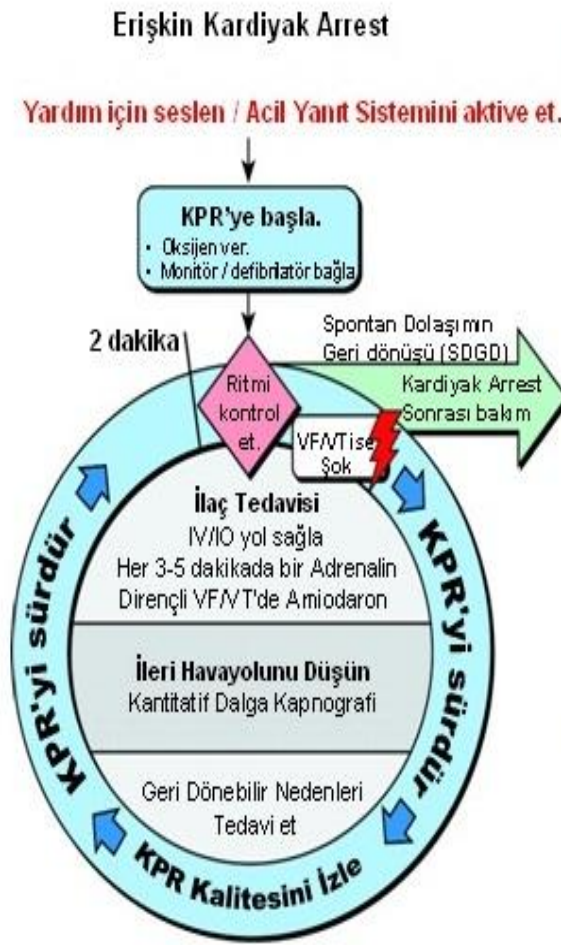 Erişkin Kardiyak Arrest
Yardım için seslen / Acil Yanıt Sistemini aktive et.
KPR'ye başla.
• Oksijen ver.
• Monitör / defibrilatör bağla
2 dakika
Spontan Dolaşımın
Geri dönüşü (SDGD)
Kardiyak Arrest
Sonrası bakım
Ritmi
kontrol
et.
VF/VT ise
Şok
İlaç Tedavisi
IV/IO yol sağla
Her 3-5 dakikada bir Adrenalin
Dirençli VF/VT'de Amiodaron
İleri Havayolunu Düşün
Kantitatif Dalga Kapnografi
Geri Dönebilir Nedenleri
Tedavi et
KPR'yi sürdür
KPR Kalitesini İzle
KPR'yi sürdür